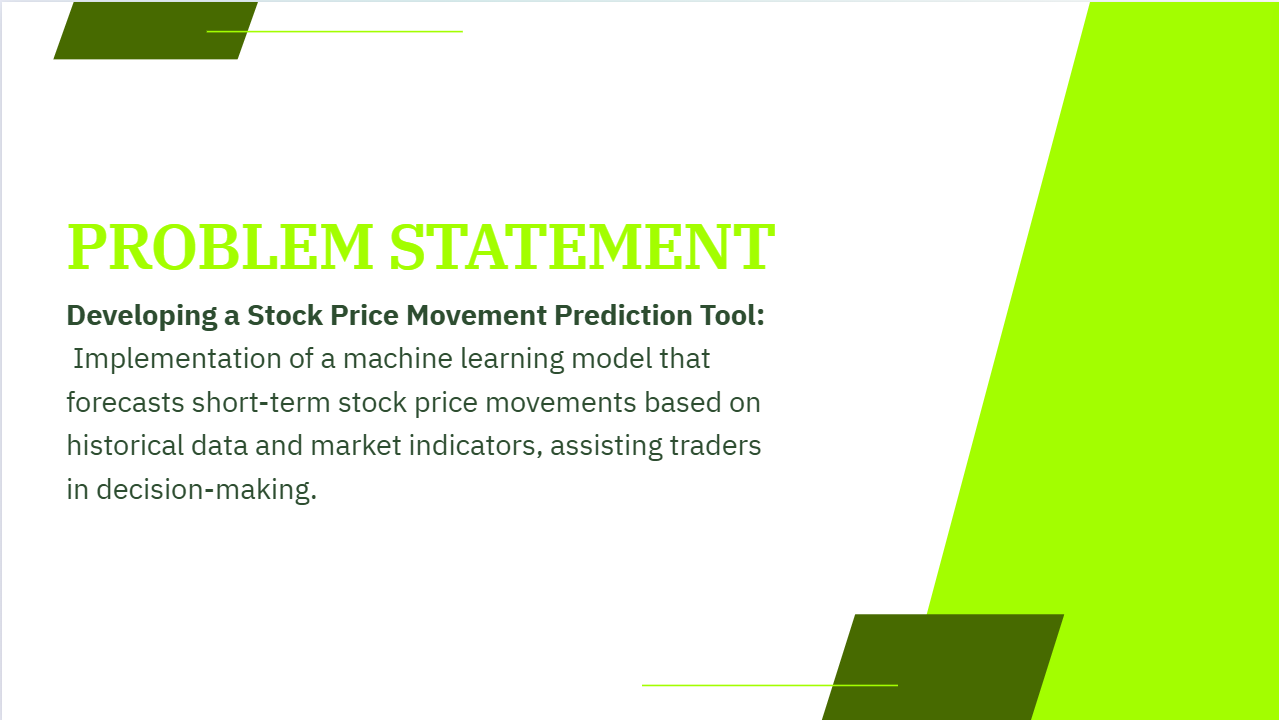 PROBLEM STATEMENT
Developing a Stock Price Movement Prediction Tool:
Implementation of a machine learning model that
forecasts short-term stock price movements based on
historical data and market indicators, assisting traders
in decision-making.